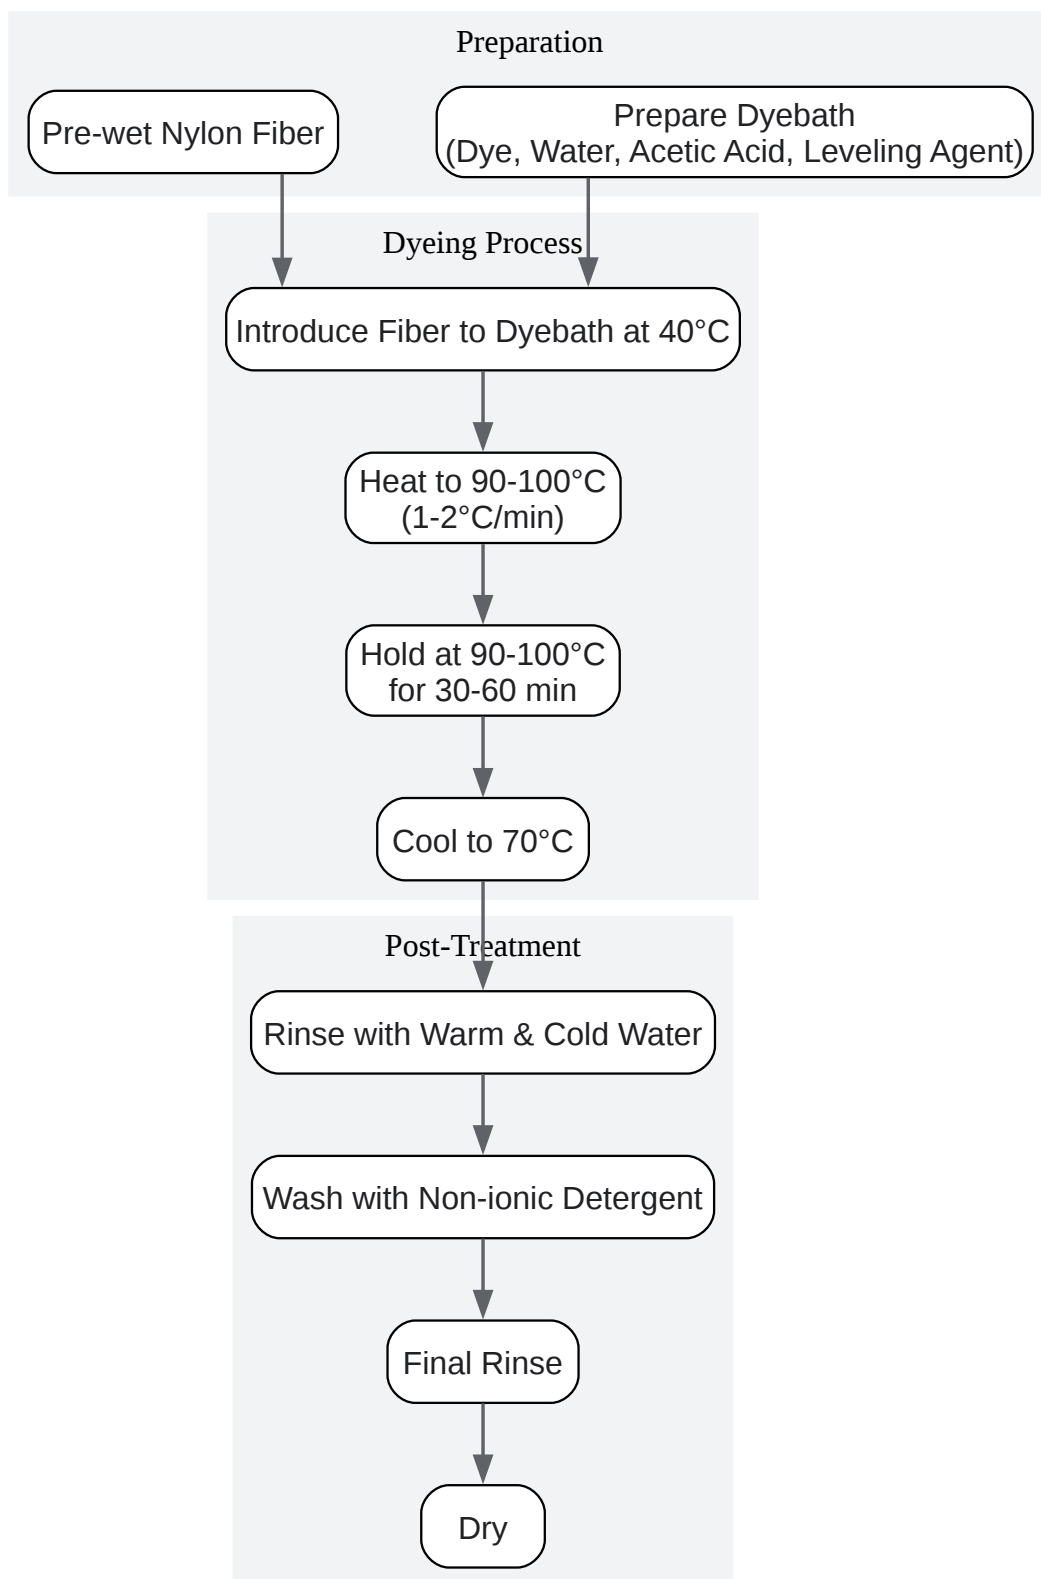 Preparation
Pre-wet Nylon Fiber
Prepare Dyebath
(Dye, Water, Acetic Acid, Leveling Agent)
Dyeing Process
Introduce Fiber to Dyebath at 40°C
Heat to 90-100°C
(1-2°C/min)
Hold at 90-100°C
for 30-60 min
Cool to 70°C
Post-Treatment
Rinse with Warm & Cold Water
Wash with Non-ionic Detergent
Final Rinse
Dry